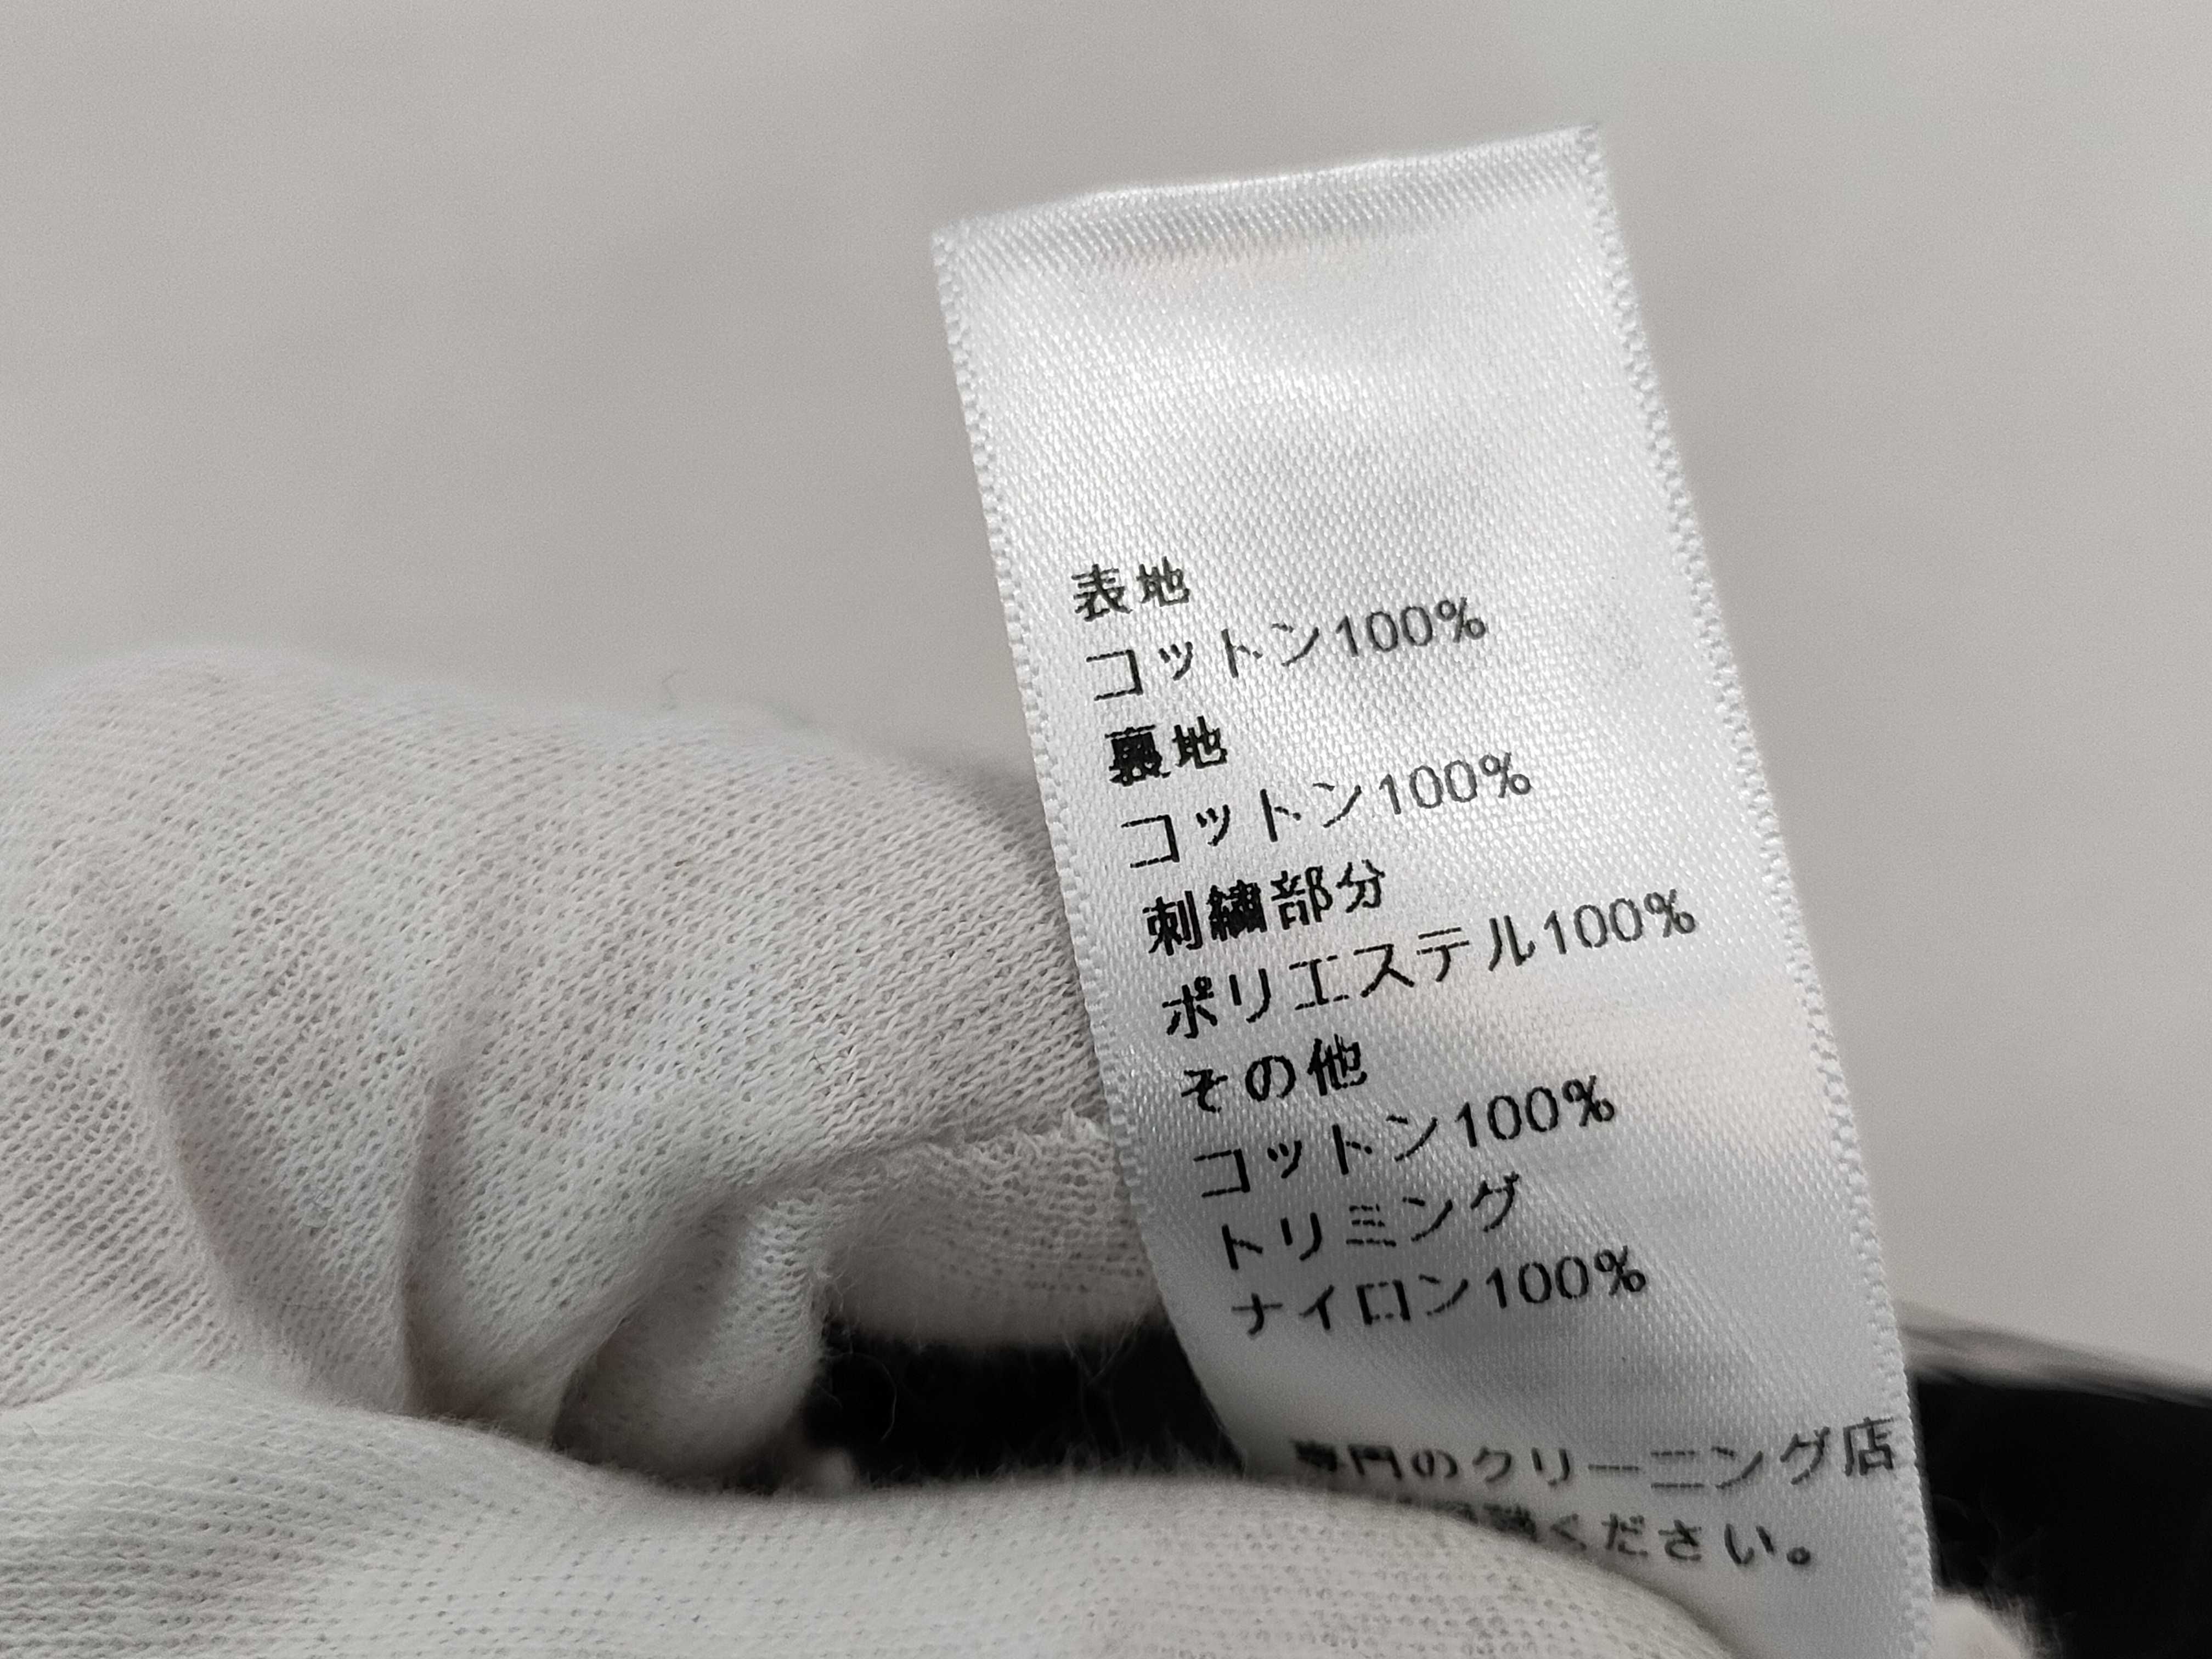 表地
コットン100%
裏地
コットン100%
刺繍部分
ポリエステル100%
その他
コットン100%
トリミング
ナイロン100%
専門のクリーニング店
ください。